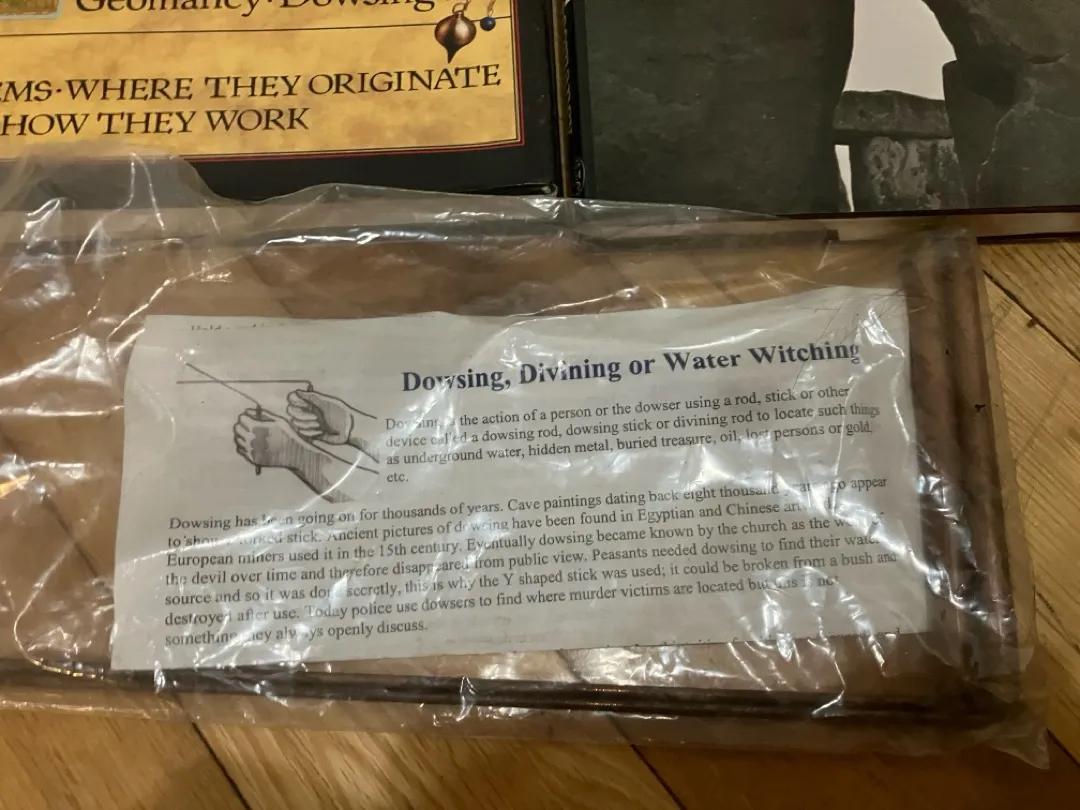 Geomancy·Dowsing
EMS·WHERE THEY ORIGINATE
HOW THEY WORK
Dowsing, Divining or Water Witching
Dowsing, is the action of a person or the dowser using a rod, stick or other
device called a dowsing rod, dowsing stick or divining rod to locate such things
as underground water, hidden metal, buried treasure, oil, lost persons or gold,
etc.
Dowsing has been going on for thousands of years. Cave paintings dating back eight thousand years ago appear
to show a forked stick. Ancient pictures of dowsing have been found in Egyptian and Chinese art
European miners used it in the 15th century. Eventually dowsing became known by the church as the
the devil over time and therefore disappeared from public view. Peasants needed dowsing to find their water
source and so it was done secretly, this is why the Y shaped stick was used; it could be broken from a bush and
destroyed after use. Today police use dowsers to find where murder victims are located but this is not
something they always openly discuss.